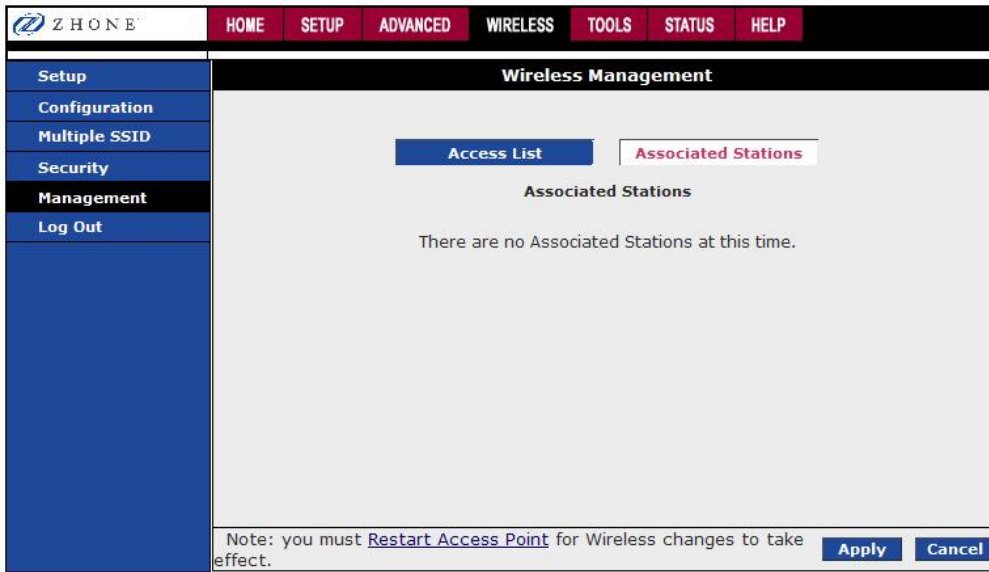 ZHONE
HOME SETUP ADVANCED WIRELESS TOOLS STATUS HELP
Setup
Configuration
Multiple SSID
Security
Management
Log Out
Wireless Management
Access List Associated Stations
Associated Stations
There are no Associated Stations at this time.
Note: you must Restart Access Point for Wireless changes to take
effect.
Apply Cancel